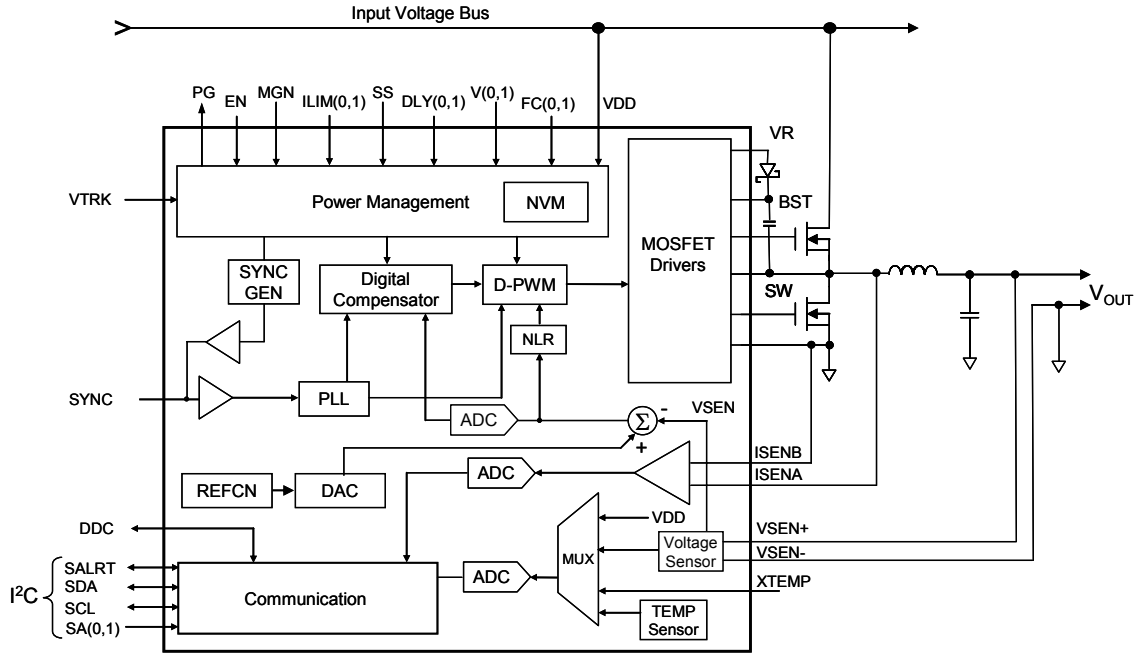 Input Voltage Bus
PG
EN
MGN
ILIM(0,1)
SS
DLY(0,1)
V(0,1)
FC(0,1)
VDD
VR
VTRK
Power Management
NVM
BST
MOSFET
Drivers
SYNC
GEN
Digital
Compensator
D-PWM
SW
VOUT
NLR
SYNC
PLL
ADC
Σ
-
+
VSEN
ISENB
ISENA
ADC
REFCN
DAC
DDC
VDD
MUX
Voltage
Sensor
VSEN+
VSEN-
I²C
SALRT
SDA
SCL
SA(0,1)
Communication
ADC
XTEMP
TEMP
Sensor